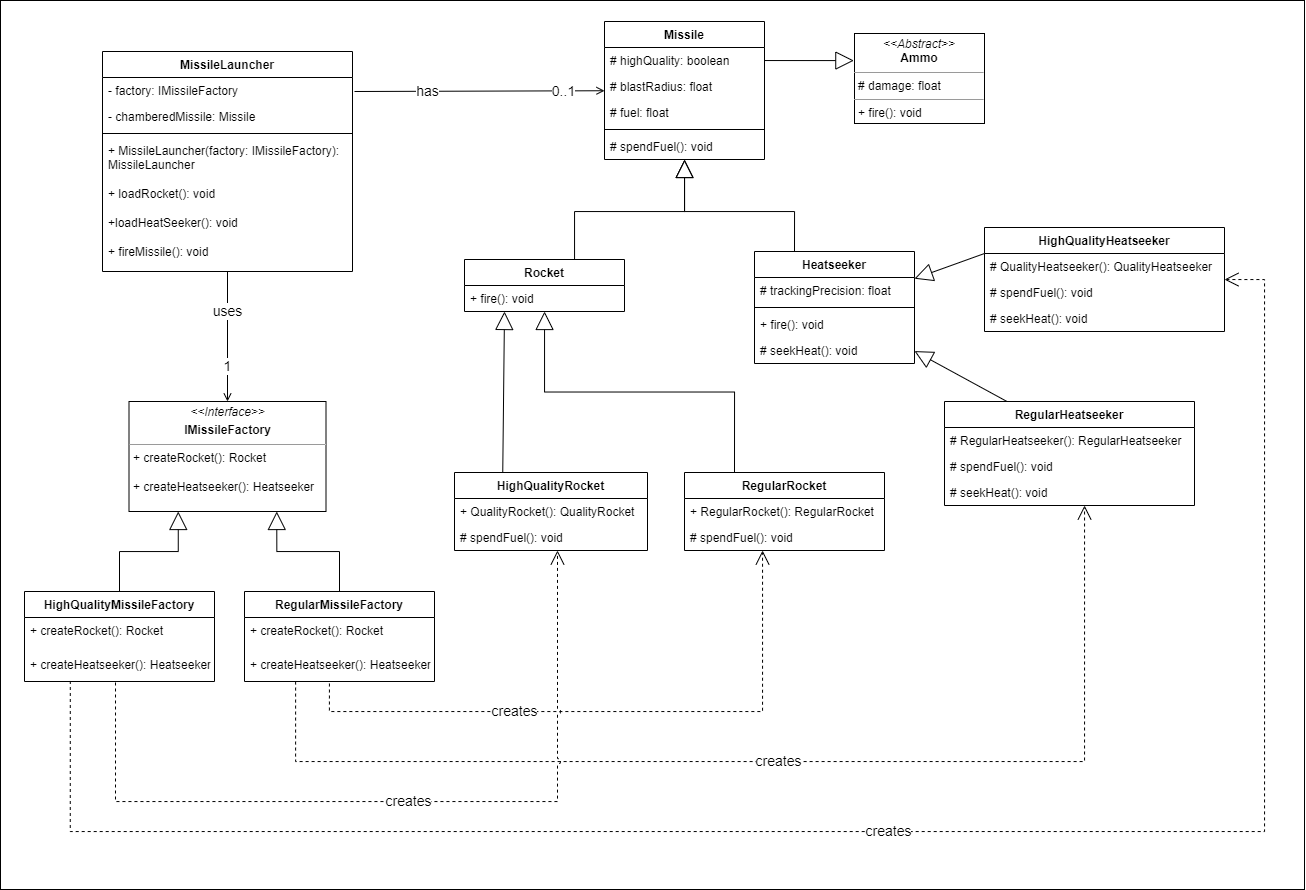 MissileLauncher
- factory: IMissileFactory
- chamberedMissile: Missile
+ MissileLauncher(factory: IMissileFactory):
MissileLauncher
+ loadRocket(): void
+loadHeatSeeker(): void
+ fireMissile(): void
has
0..1
Missile
# highQuality: boolean
# blastRadius: float
# fuel: float
# spendFuel(): void
<<Abstract>>
Ammo
# damage: float
+ fire(): void
uses
1
Rocket
+ fire(): void
Heatseeker
# trackingPrecision: float
+ fire(): void
# seekHeat(): void
HighQualityHeatseeker
# QualityHeatseeker(): QualityHeatseeker
# spendFuel(): void
# seekHeat(): void
<<Interface>>
IMissileFactory
+ createRocket(): Rocket
+ createHeatseeker(): Heatseeker
RegularHeatseeker
# RegularHeatseeker(): RegularHeatseeker
# spendFuel(): void
# seekHeat(): void
HighQualityRocket
+ QualityRocket(): QualityRocket
# spendFuel(): void
RegularRocket
+ RegularRocket(): RegularRocket
# spendFuel(): void
HighQualityMissileFactory
+ createRocket(): Rocket
+ createHeatseeker(): Heatseeker
RegularMissileFactory
+ createRocket(): Rocket
+ createHeatseeker(): Heatseeker
creates
creates
creates
creates